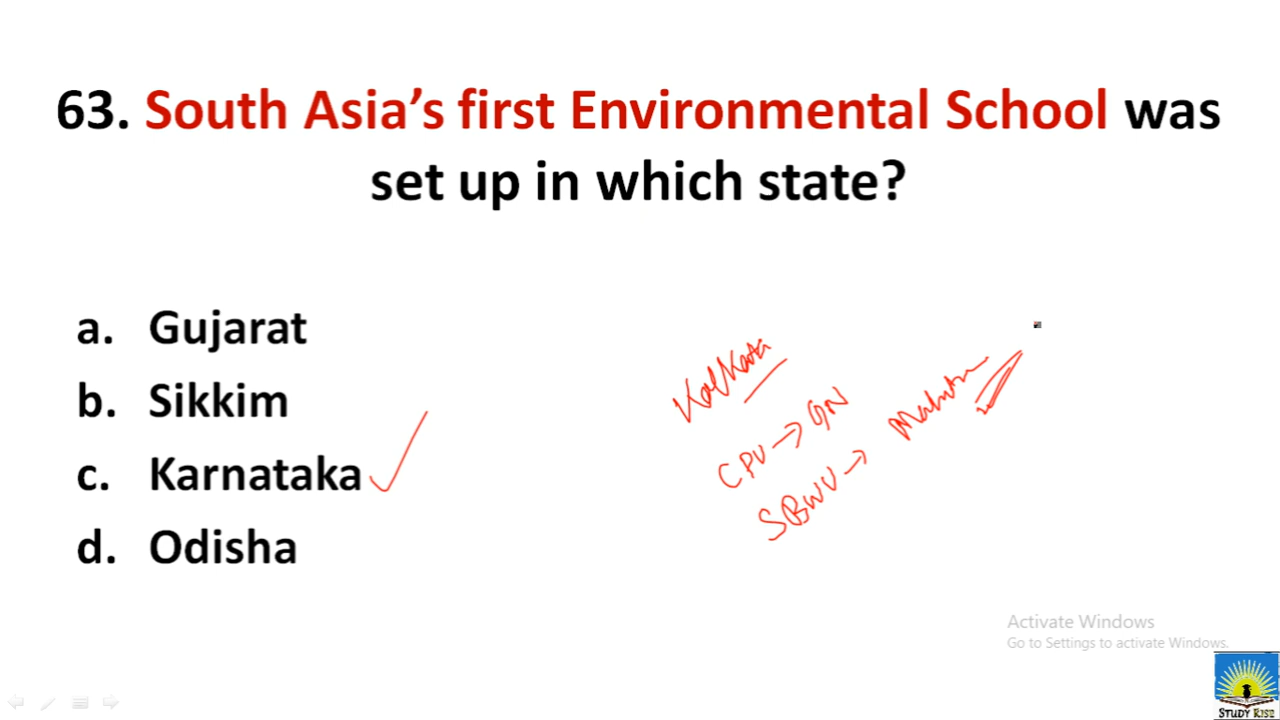 63. South Asia's first Environmental School was
set up in which state?
a. Gujarat
b. Sikkim
c. Karnataka
d. Odisha
Kolkata
CPU → GN
SBWU →
Activate Windows
Go to Settings to activate Windows.
STUDY RISE